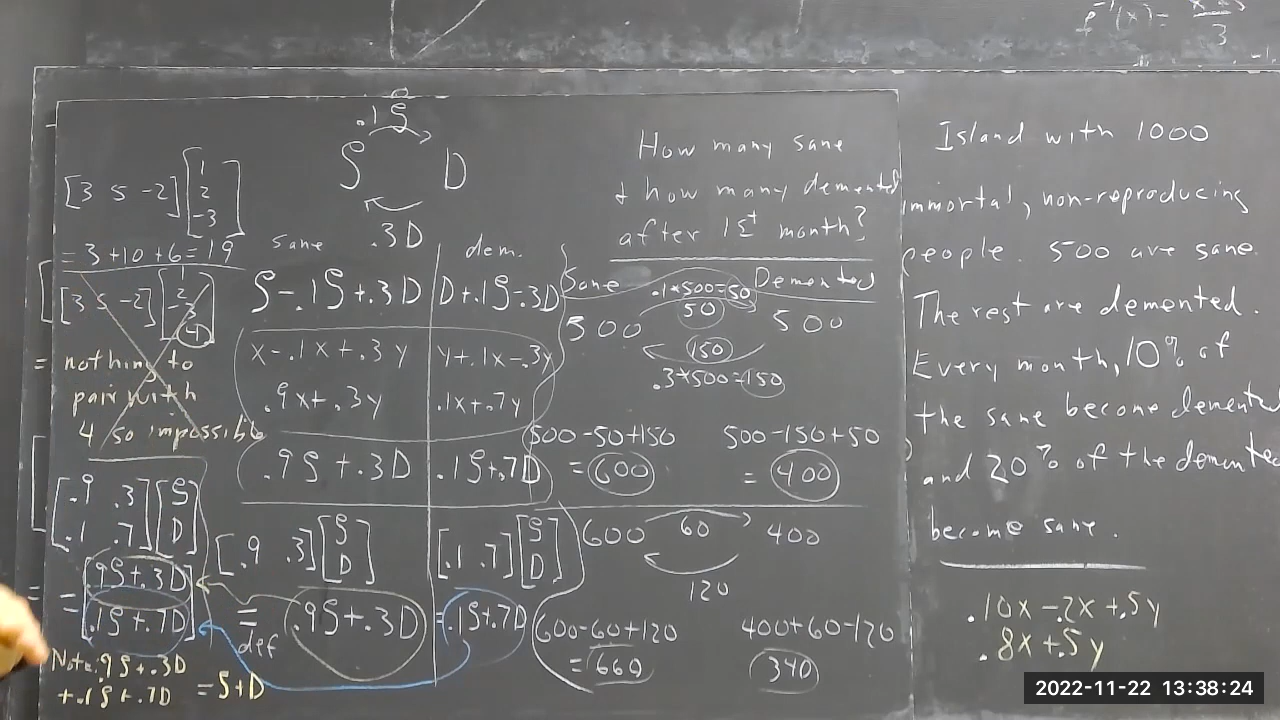 f⁻¹(x) =
3
[3 5 -2] [1 2 -3]
= 3+10+6=19
[3 5 -2] [1 2 -3 4]
= nothing to
pair with
4 so impossible
[.9 .3 .1 .7] [S D]
= [.9S+.3D
.1S+.7D]
Note: .9S+.3D
+.1S+.7D = S+D
.1S
S D
.3D
sane dem.
S-.1S+.3D D+.1S-.3D
x-.1x+.3y y+.1x-.3y
.9x+.3y .1x+.7y
.9S+.3D .1S+.7D
[.9 .3] [S D] [.1 .7] [S D]
= def .9S+.3D = .1S+.7D
How many sane
+ how many demented
after 1st month?
Sane Demented
.1*500=50
500 50 500
150
.3*500=150
500-50+150 500-150+50
= 600 = 400
600 60 400
120
600-60+120 400+60-120
= 660 340
Island with 1000
immortal, non-reproducing
people. 500 are sane.
The rest are demented.
Every month, 10% of
the sane become demented
and 20% of the demented
become sane.
.10x -.2x +.5y
.8x+.5y
2022-11-22 13:38:24